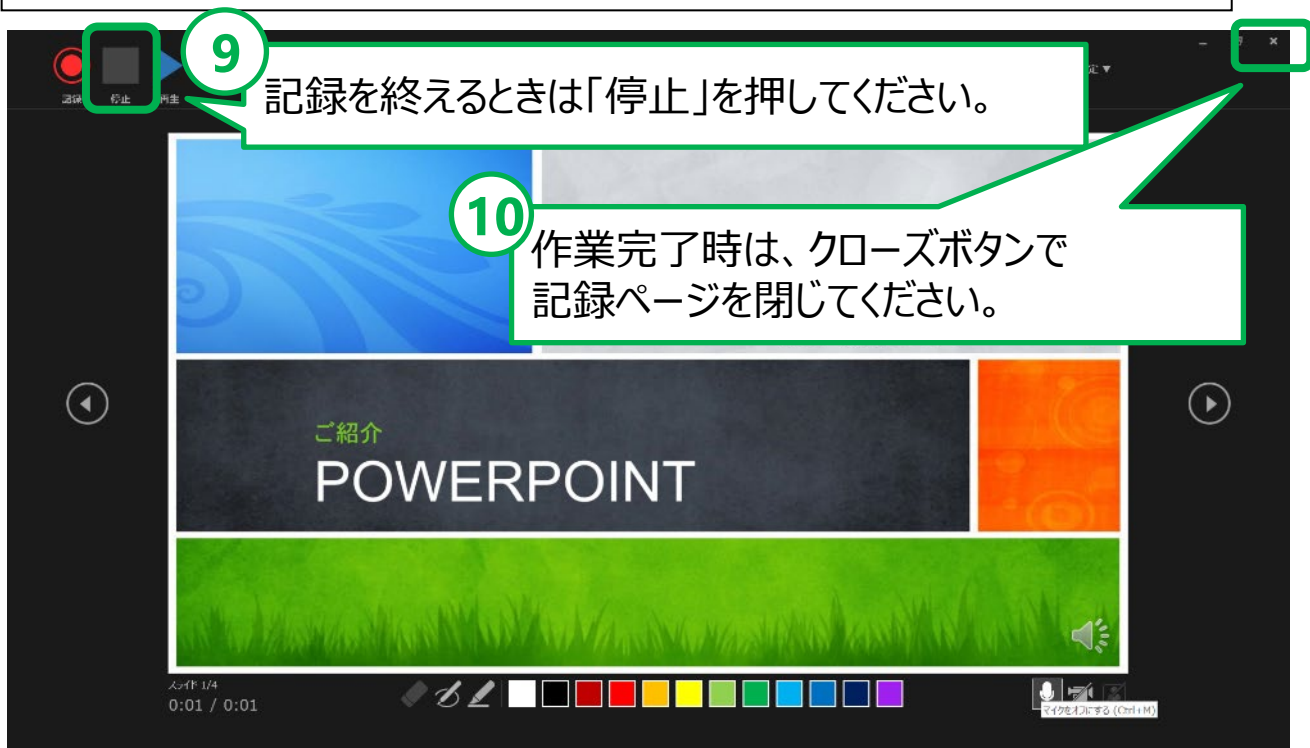 9
記録を終えるときは「停止」を押してください。
記録
停止
再生
定▼
10
作業完了時は、クローズボタンで
記録ページを閉じてください。
ご紹介
POWERPOINT
スライド 1/4
0:01 / 0:01
マイクをオフにする (Ctrl+M)